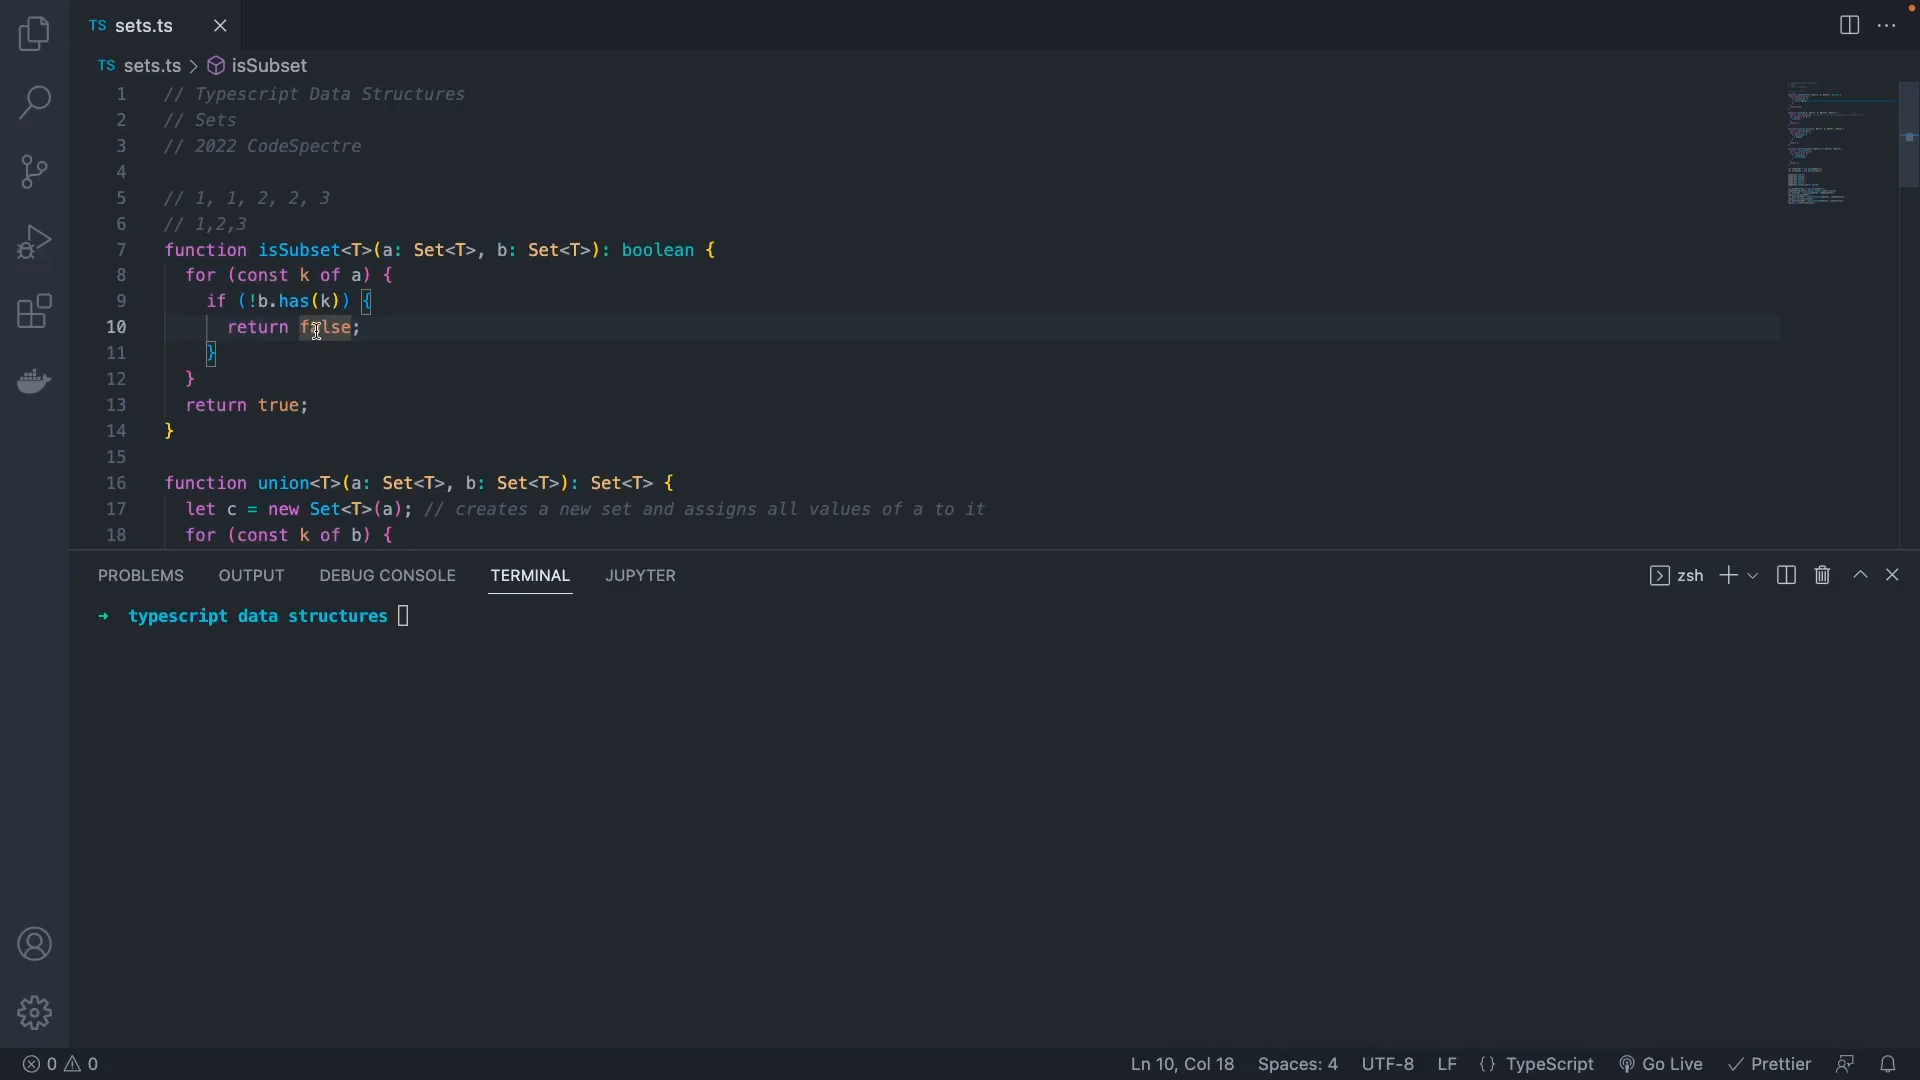 TS sets.ts
TS sets.ts > isSubset
1 // Typescript Data Structures
2 // Sets
3 // 2022 CodeSpectre
4
5 // 1, 1, 2, 2, 3
6 // 1,2,3
7 function isSubset<T>(a: Set<T>, b: Set<T>): boolean {
8 for (const k of a) {
9 if (!b.has(k)) {
10 return false;
11 }
12 }
13 return true;
14 }
15
16 function union<T>(a: Set<T>, b: Set<T>): Set<T> {
17 let c = new Set<T>(a); // creates a new set and assigns all values of a to it
18 for (const k of b) {
PROBLEMS OUTPUT DEBUG CONSOLE TERMINAL JUPYTER zsh
→ typescript data structures
0 0 Ln 10, Col 18 Spaces: 4 UTF-8 LF {} TypeScript Go Live ✓ Prettier